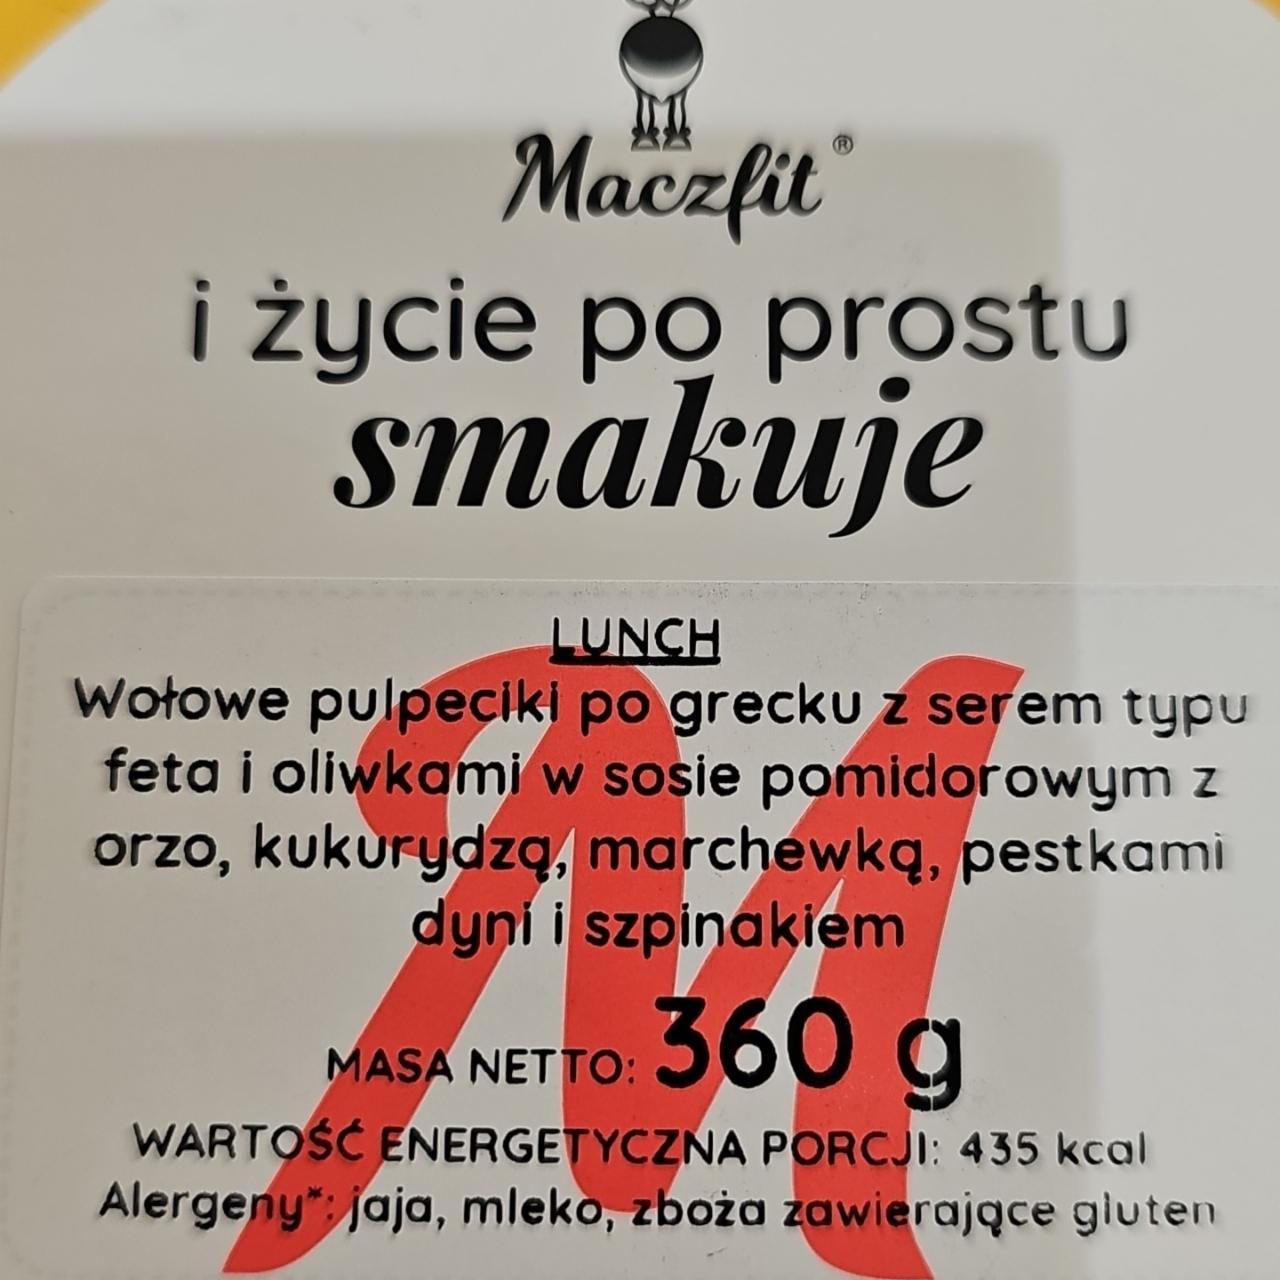 Maczfit®
i życie po prostu
smakuje
LUNCH
Wołowe pulpeciki po grecku z serem typu
feta i oliwkami w sosie pomidorowym z
orzo, kukurydzą, marchewką, pestkami
dyni i szpinakiem
MASA NETTO: 360 g
WARTOŚĆ ENERGETYCZNA PORCJI: 435 kcal
Alergeny*: jaja, mleko, zboża zawierające gluten